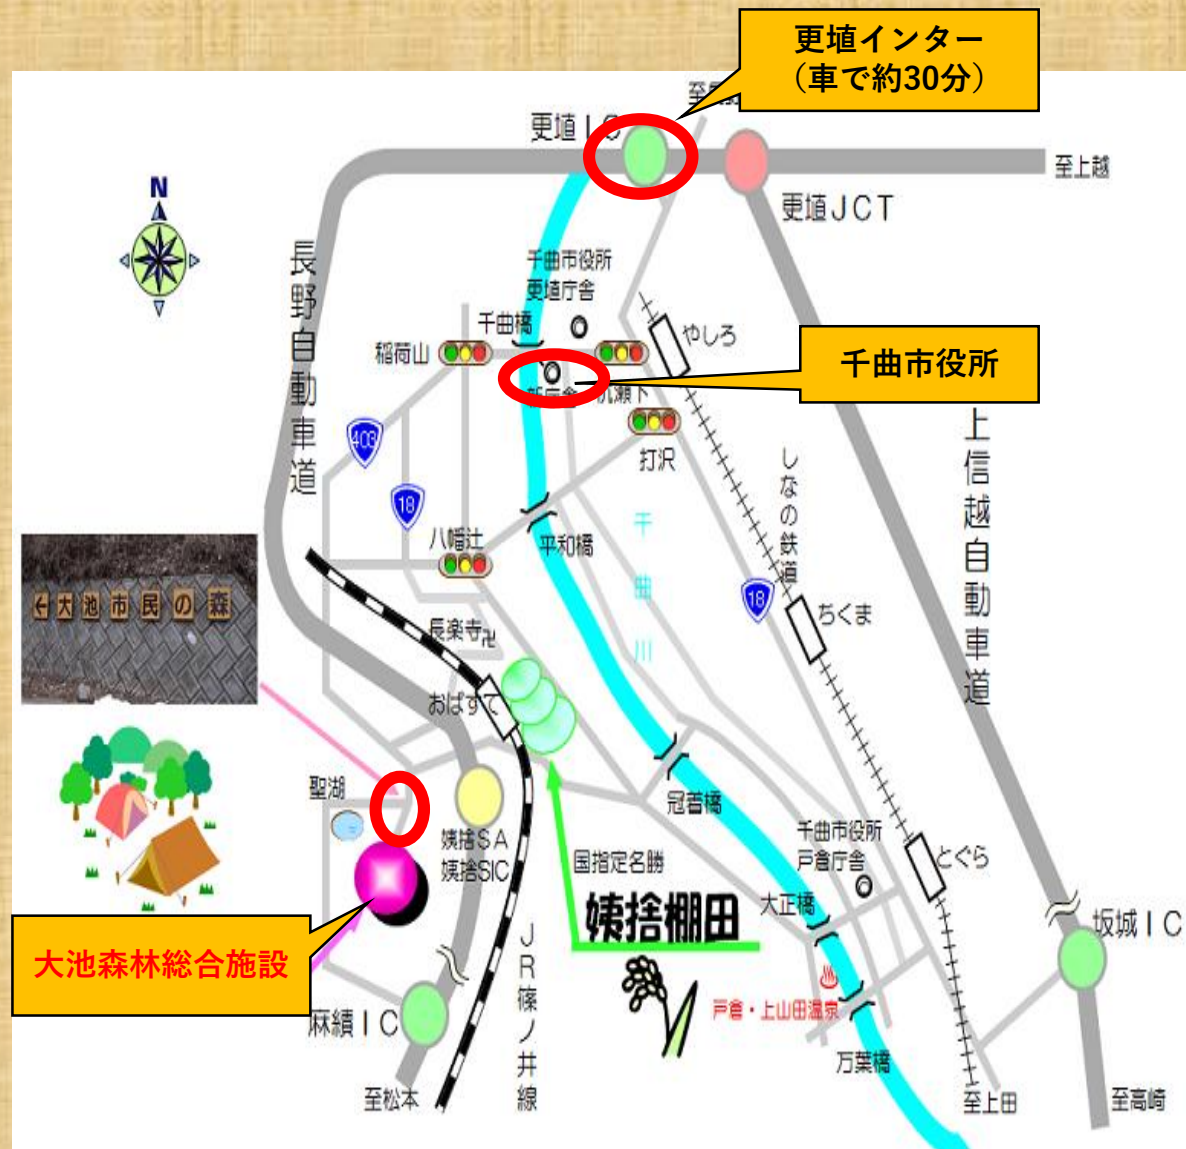 更埴インター
（車で約30分）
更埴IC
至上越
更埴JCT
N
長野自動車道
千曲市役所
更埴庁舎
千曲橋
稲荷山
やしろ
千曲市役所
新庁舎
403
打沢
上信越自動車道
18
しなの鉄道
八幡辻
平和橋
千曲川
18
ちくま
←大池市民の森
長楽寺
おばすて
聖湖
冠着橋
姨捨SA
姨捨SIC
千曲市役所
戸倉庁舎
とぐら
国指定名勝
姨捨棚田
大正橋
坂城IC
大池森林総合施設
JR篠ノ井線
戸倉・上山田温泉
麻績IC
万葉橋
至松本
至上田
至高崎